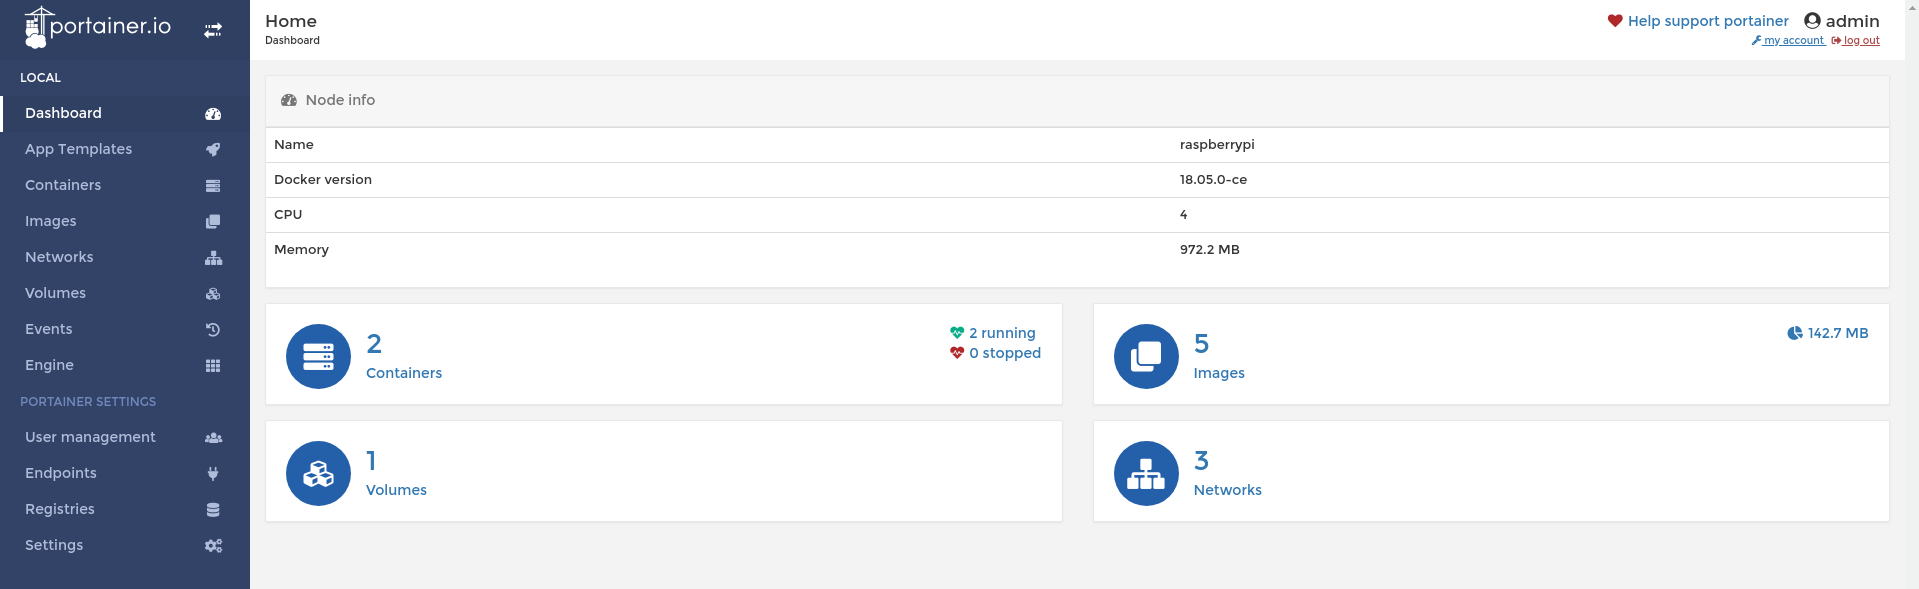 portainer.io
LOCAL
Dashboard
App Templates
Containers
Images
Networks
Volumes
Events
Engine
PORTAINER SETTINGS
User management
Endpoints
Registries
Settings
Home
Dashboard
Help support portainer admin
my account log out
Node info
Name raspberrypi
Docker version 18.05.0-ce
CPU 4
Memory 972.2 MB
2
Containers
2 running
0 stopped
5
Images
142.7 MB
1
Volumes
3
Networks